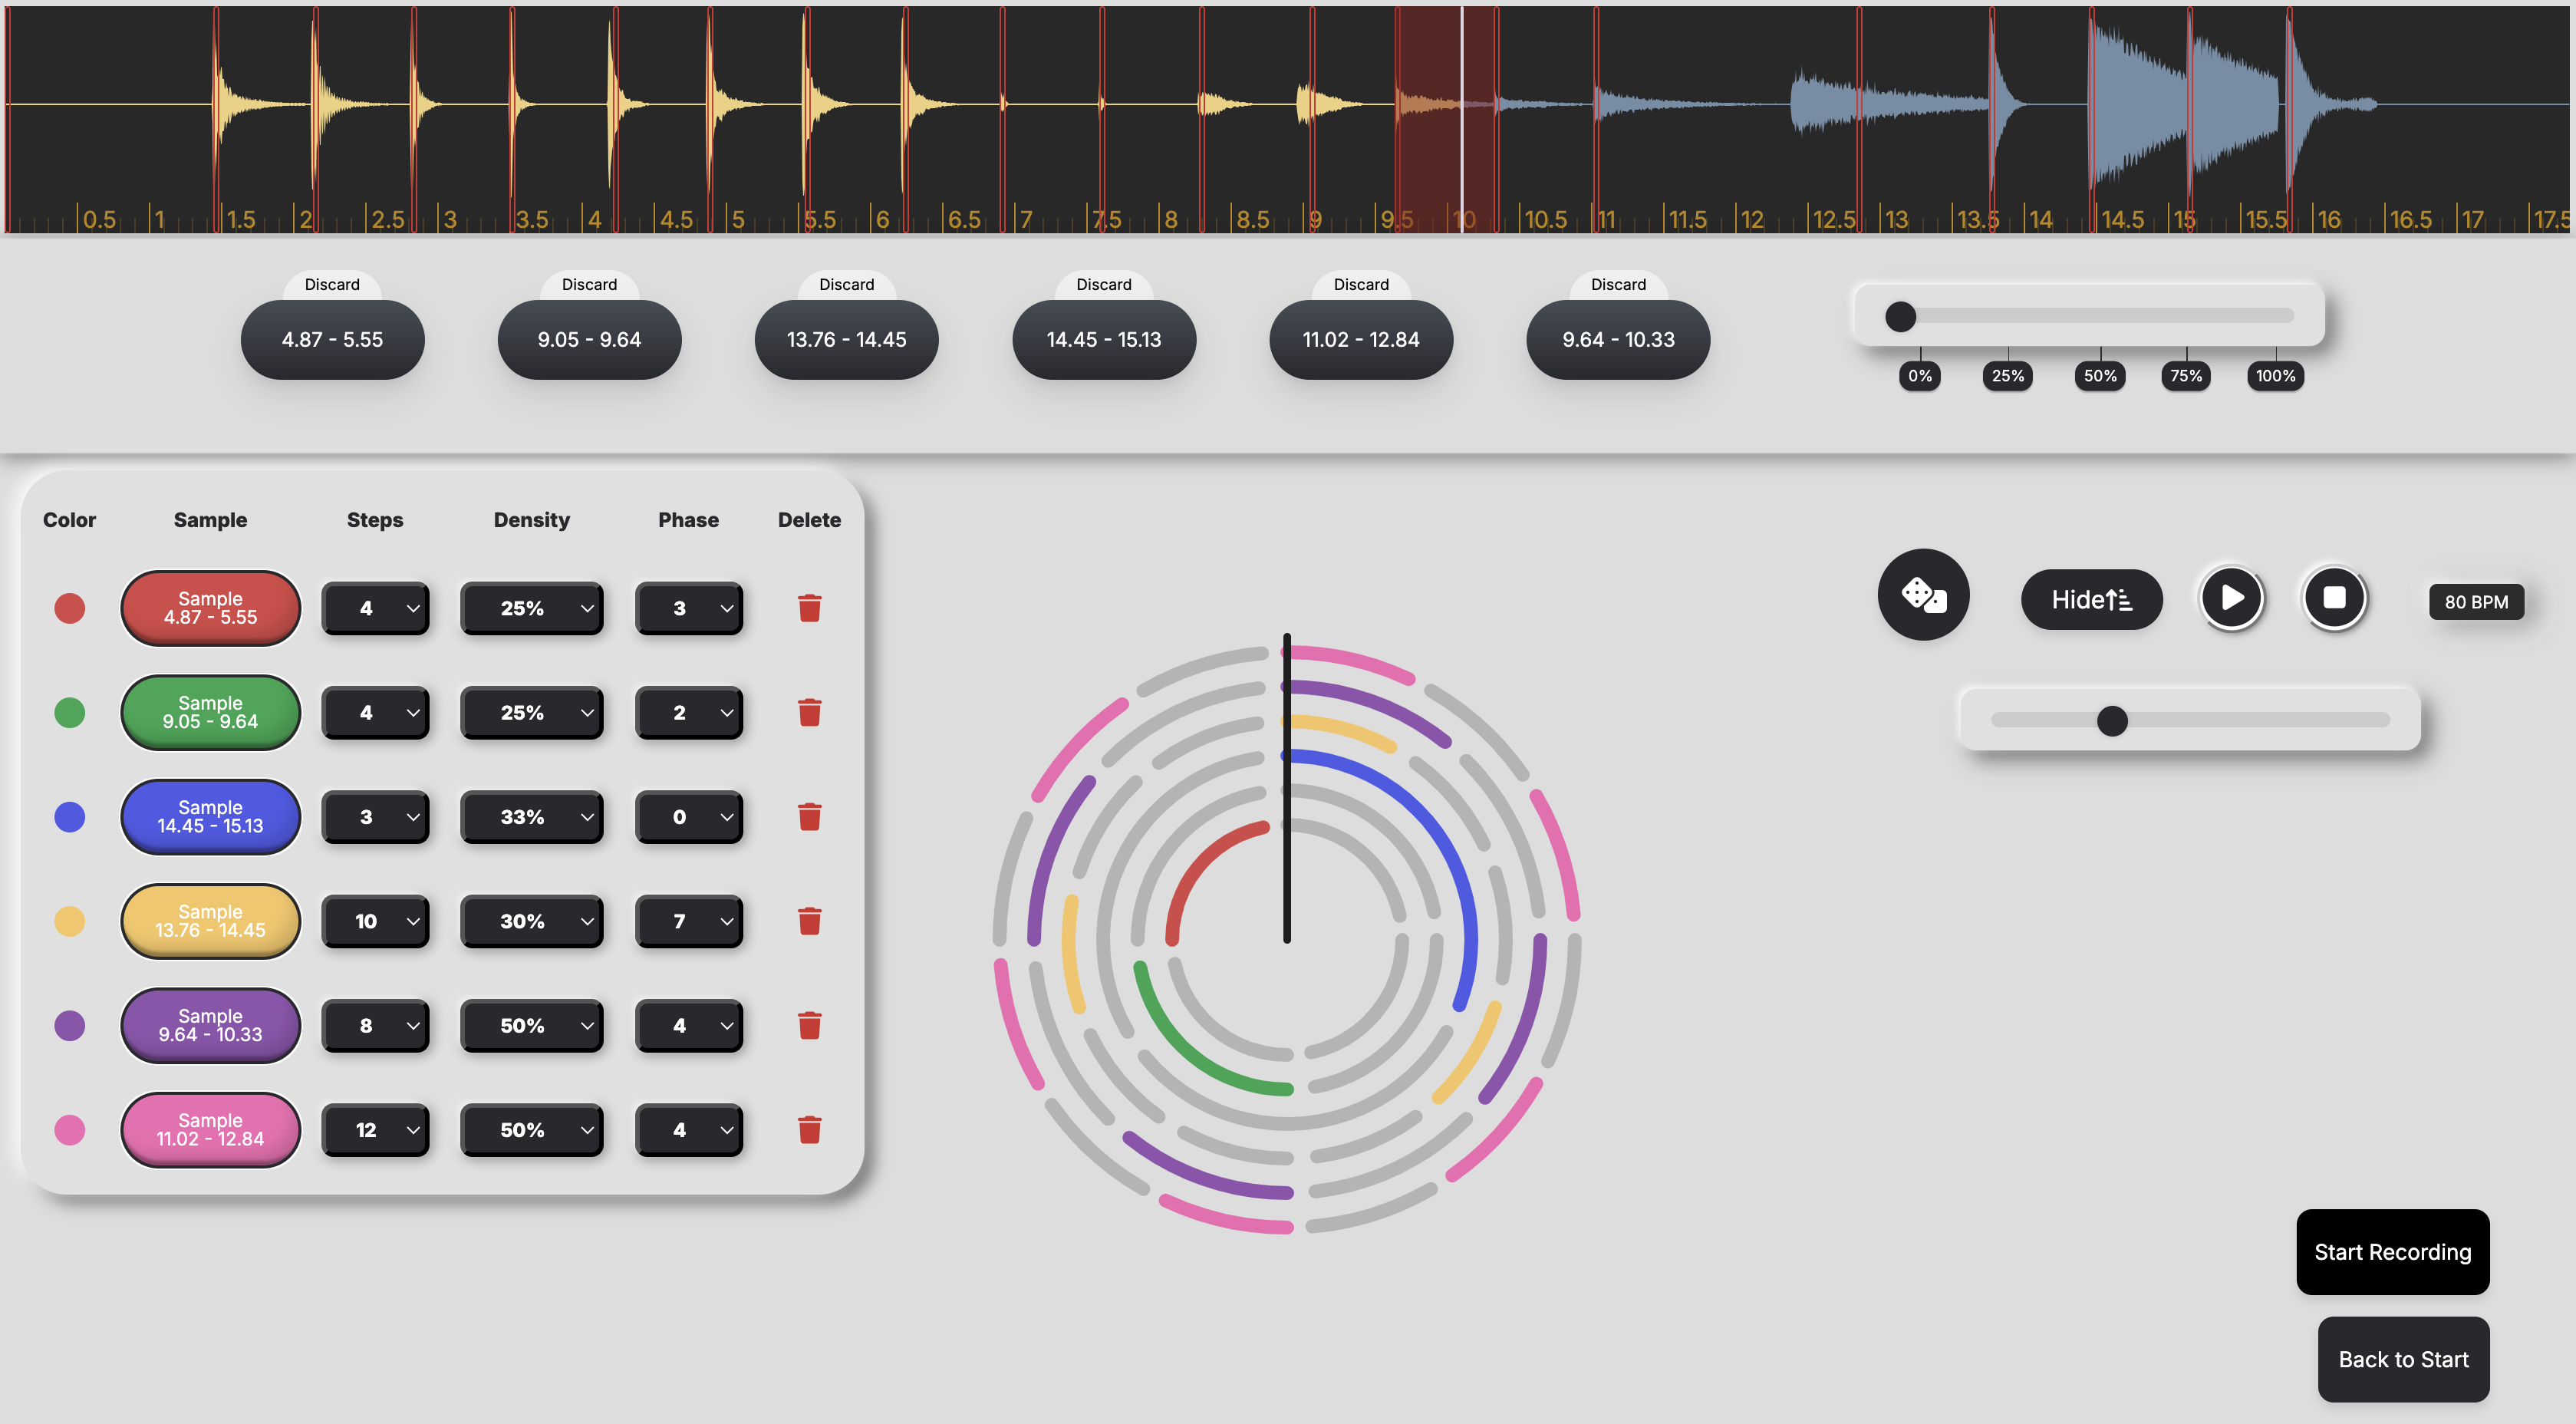 0.5 1 1.5 2 2.5 3 3.5 4 4.5 5 5.5 6 6.5 7 7.5 8 8.5 9 9.5 10 10.5 11 11.5 12 12.5 13 13.5 14 14.5 15 15.5 16 16.5 17 17.5
Discard Discard Discard Discard Discard Discard
4.87 - 5.55 9.05 - 9.64 13.76 - 14.45 14.45 - 15.13 11.02 - 12.84 9.64 - 10.33
0% 25% 50% 75% 100%
Color Sample Steps Density Phase Delete
Sample
4.87 - 5.55
4 25% 3
Sample
9.05 - 9.64
4 25% 2
Sample
14.45 - 15.13
3 33% 0
Sample
13.76 - 14.45
10 30% 7
Sample
9.64 - 10.33
8 50% 4
Sample
11.02 - 12.84
12 50% 4
Hide
80 BPM
Start Recording
Back to Start